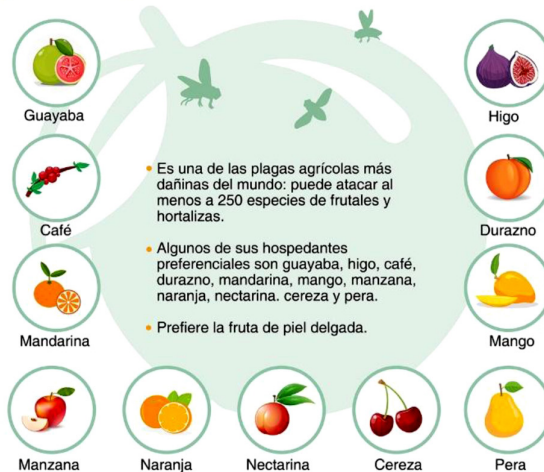 Guayaba
Higo
• Es una de las plagas agrícolas más
dañinas del mundo: puede atacar al
menos a 250 especies de frutales y
hortalizas.
Café
Durazno
• Algunos de sus hospedantes
preferenciales son guayaba, higo, café,
durazno, mandarina, mango, manzana,
naranja, nectarina. cereza y pera.
• Prefiere la fruta de piel delgada.
Mandarina
Mango
Manzana
Naranja
Nectarina
Cereza
Pera